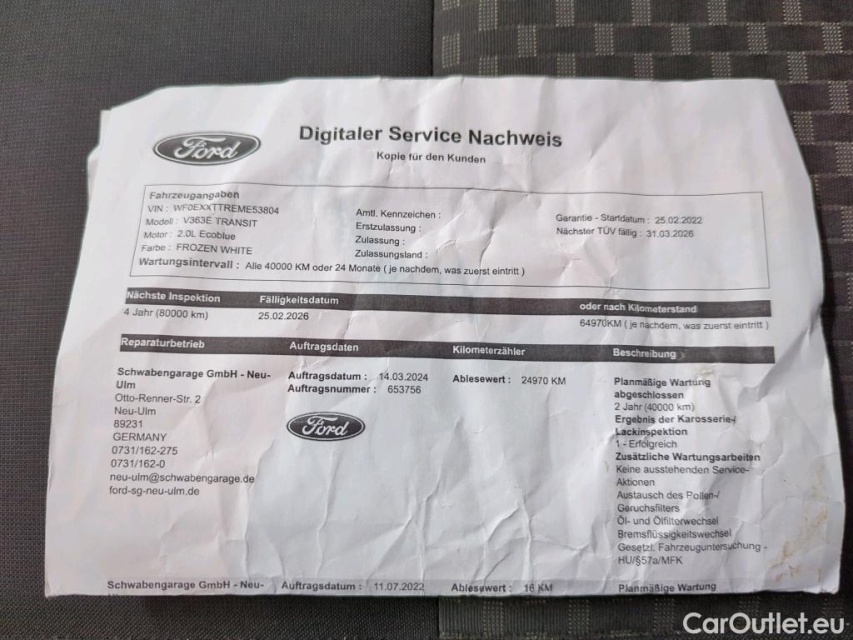 Ford
Digitaler Service Nachweis
Kopie für den Kunden
Fahrzeugangaben
VIN : WF0EXXTTREME53804
Modell : V363E TRANSIT
Motor : 2.0L Ecoblue
Farbe : FROZEN WHITE
Wartungsintervall : Alle 40000 KM oder 24 Monate ( je nachdem, was zuerst eintritt )
Amtl. Kennzeichen :
Erstzulassung :
Zulassung :
Zulassungsland :
Garantie - Startdatum : 25.02.2022
Nächster TÜV fällig : 31.03.2026
Nächste Inspektion Fälligkeitsdatum oder nach Kilometerstand
4 Jahr (80000 km) 25.02.2026 64970KM ( je nachdem, was zuerst eintritt )
Reparaturbetrieb Auftragsdaten Kilometerzähler Beschreibung
Schwabengarage GmbH - Neu-
Ulm
Otto-Renner-Str. 2
Neu-Ulm
89231
GERMANY
0731/162-275
0731/162-0
neu-ulm@schwabengarage.de
ford-sg-neu-ulm.de
Auftragsdatum : 14.03.2024
Auftragsnummer : 653756
Ford
Ablesewert : 24970 KM
Planmäßige Wartung
abgeschlossen
2 Jahr (40000 km)
Ergebnis der Karosserie-/
Lackinspektion
1 - Erfolgreich
Zusätzliche Wartungsarbeiten
Keine ausstehenden Service-
Aktionen
Austausch des Pollen-/
Geruchsfilters
Öl- und Ölfilterwechsel
Bremsflüssigkeitswechsel
Gesetzl. Fahrzeuguntersuchung -
HU/§57a/MFK
Schwabengarage GmbH - Neu- Auftragsdatum : 11.07.2022 Ablesewert : 16 KM Planmäßige Wartung
CarOutlet.eu